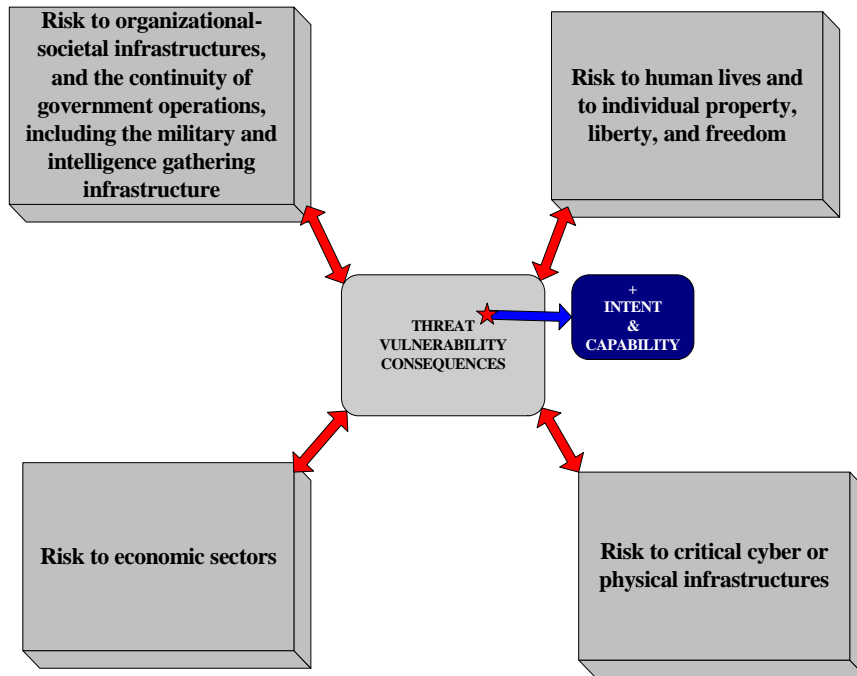 Risk to organizational-
societal infrastructures,
and the continuity of
government operations,
including the military and
intelligence gathering
infrastructure
Risk to human lives and
to individual property,
liberty, and freedom
THREAT
VULNERABILITY
CONSEQUENCES
+
INTENT
&
CAPABILITY
Risk to economic sectors
Risk to critical cyber or
physical infrastructures